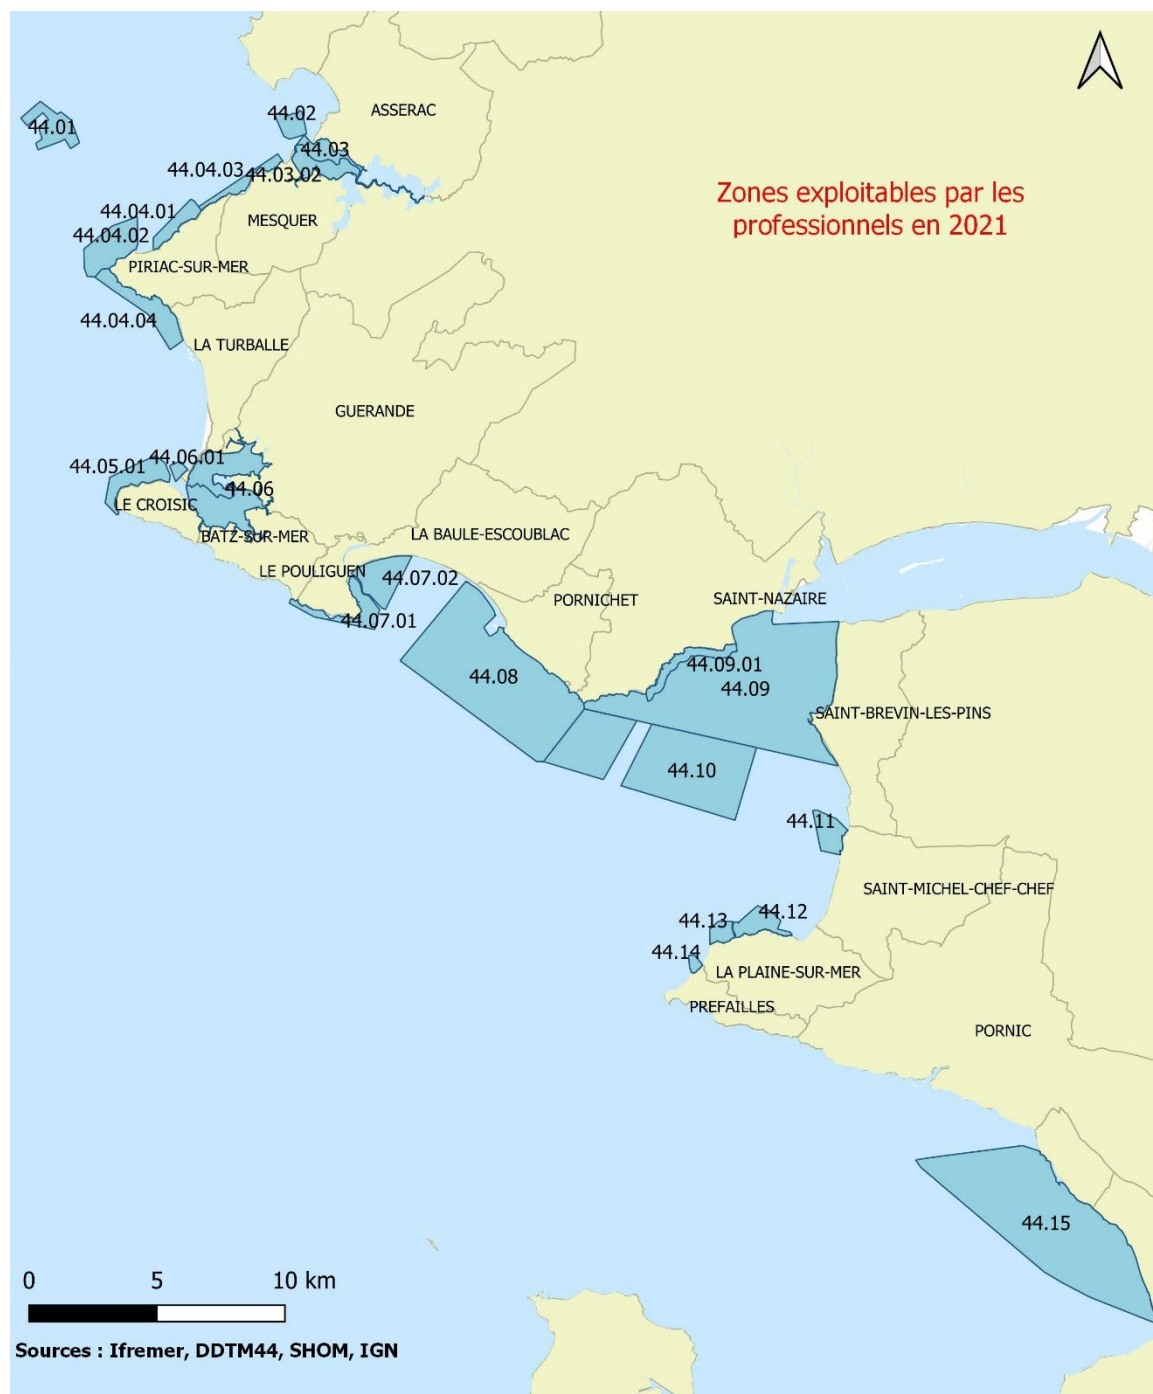 44.02
ASSERAC
44.01
44.03
44.04.03
44.03.02
Zones exploitables par les
professionnels en 2021
44.04.01
MESQUER
44.04.02
PIRIAC-SUR-MER
44.04.04
LA TURBALLE
GUERANDE
44.06.01
44.05.01
44.06
LE CROISIC
BATZ-SUR-MER
LA BAULE-ESCOUBLAC
LE POULIGUEN
44.07.02
PORNICHET
SAINT-NAZAIRE
44.07.01
44.09.01
44.08
44.09
SAINT-BREVIN-LES-PINS
44.10
44.11
SAINT-MICHEL-CHEF-CHEF
44.12
44.13
44.14
LA PLAINE-SUR-MER
PREFAILLES
PORNIC
44.15
0 5 10 km
Sources : Ifremer, DDTM44, SHOM, IGN